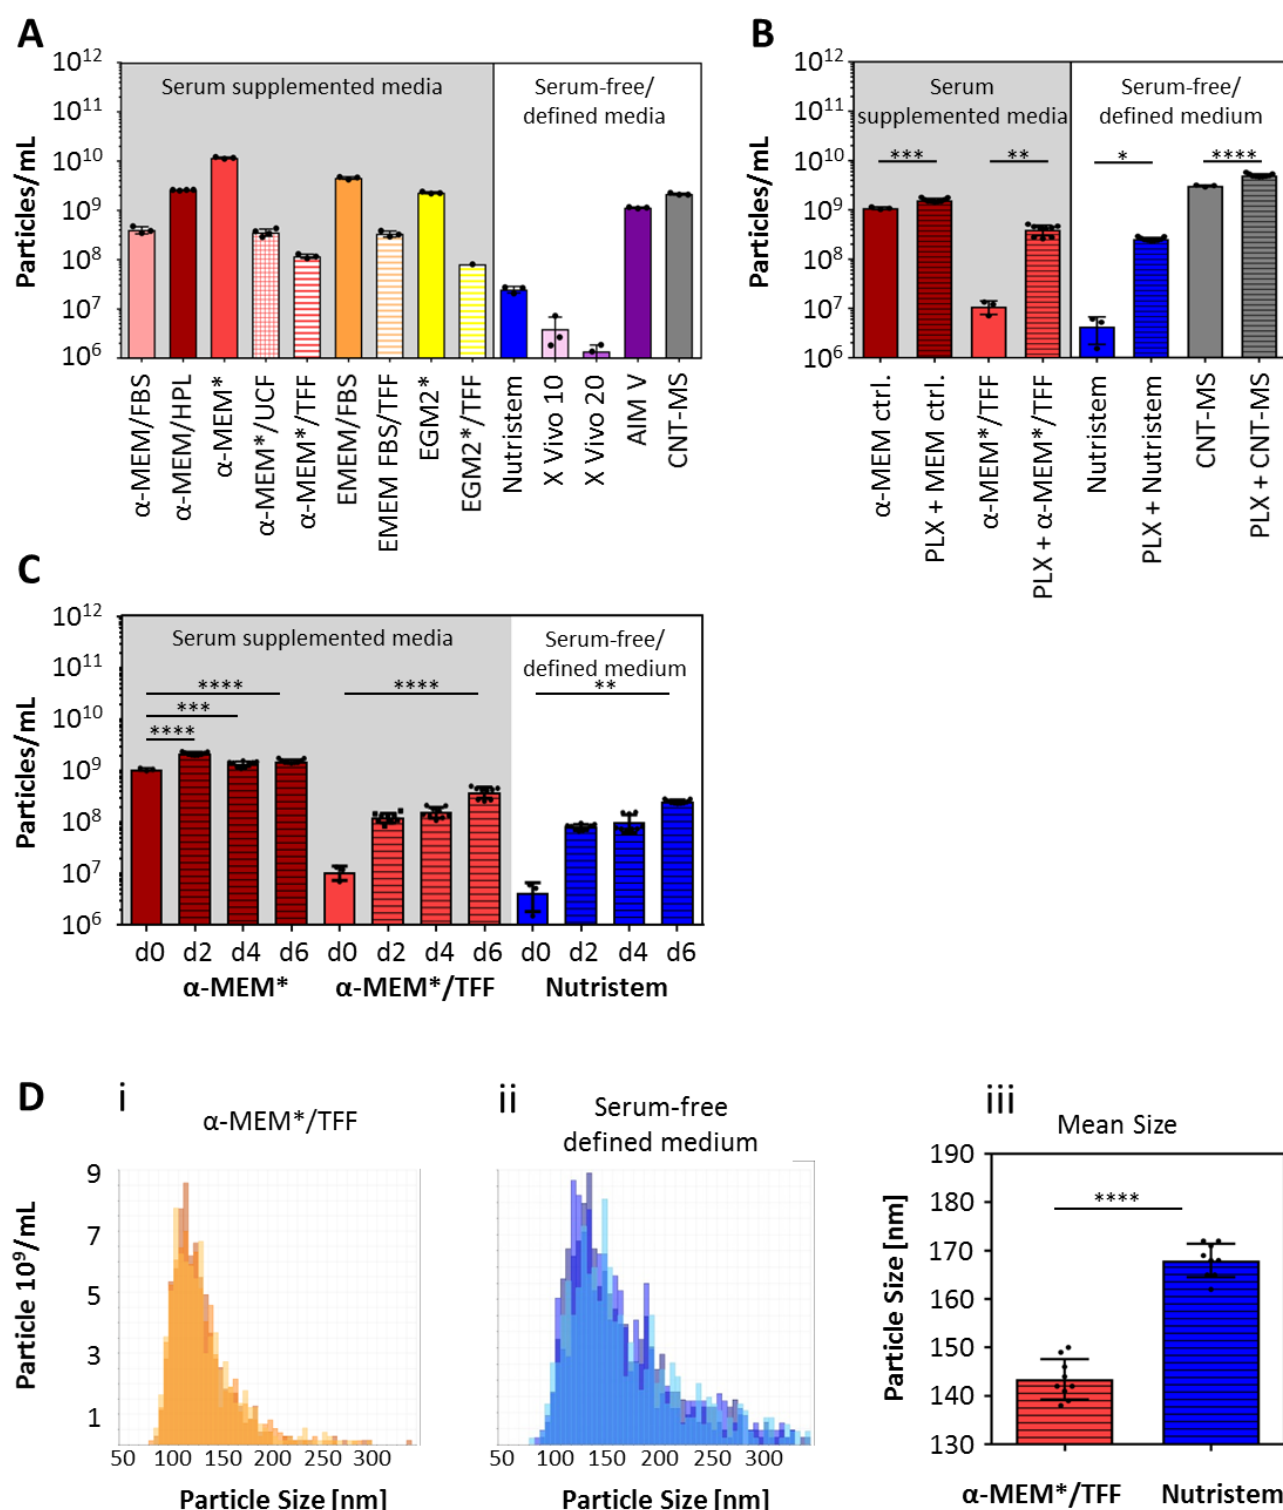 A
10¹²
10¹¹
10¹⁰
10⁹
10⁸
10⁷
10⁶
Particles/mL
Serum supplemented media
Serum-free/
defined media
α-MEM/FBS
α-MEM/HPL
α-MEM*
α-MEM*/UCF
α-MEM*/TFF
EMEM/FBS
EMEM FBS/TFF
EGM2*
EGM2*/TFF
Nutristem
X Vivo 10
X Vivo 20
AIM V
CNT-MS
B
10¹²
10¹¹
10¹⁰
10⁹
10⁸
10⁷
10⁶
Particles/mL
Serum
supplemented media
Serum-free/
defined medium
***
**
*
****
α-MEM ctrl.
PLX + MEM ctrl.
α-MEM*/TFF
PLX + α-MEM*/TFF
Nutristem
PLX + Nutristem
CNT-MS
PLX + CNT-MS
C
10¹²
10¹¹
10¹⁰
10⁹
10⁸
10⁷
10⁶
Particles/mL
Serum supplemented media
Serum-free/
defined medium
****
***
****
****
**
d0 d2 d4 d6 d0 d2 d4 d6 d0 d2 d4 d6
α-MEM* α-MEM*/TFF Nutristem
D
i
α-MEM*/TFF
9
7
5
3
1
Particle 10⁹/mL
50 100 150 200 250 300
Particle Size [nm]
ii
Serum-free
defined medium
50 100 150 200 250 300
Particle Size [nm]
iii
Mean Size
190
180
170
160
150
140
130
Particle Size [nm]
****
α-MEM*/TFF Nutristem